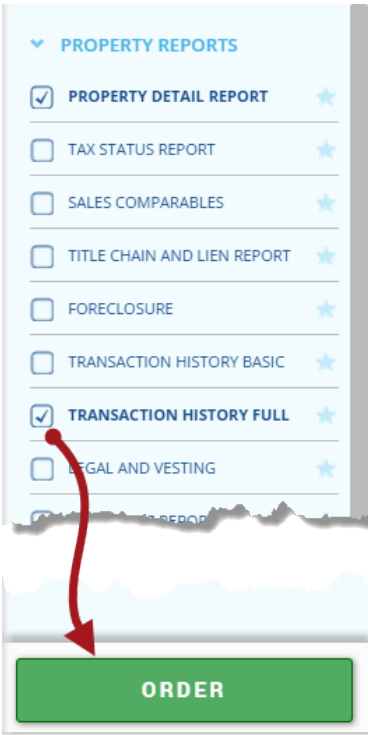 PROPERTY REPORTS
PROPERTY DETAIL REPORT
TAX STATUS REPORT
SALES COMPARABLES
TITLE CHAIN AND LIEN REPORT
FORECLOSURE
TRANSACTION HISTORY BASIC
TRANSACTION HISTORY FULL
LEGAL AND VESTING
ORDER